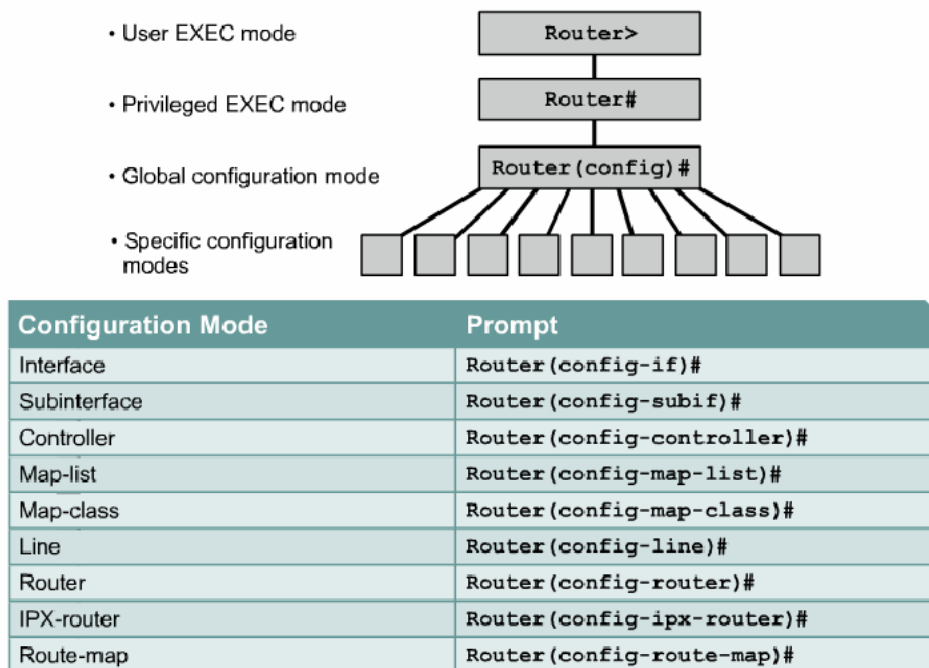 • User EXEC mode
Router>
• Privileged EXEC mode
Router#
• Global configuration mode
Router(config)#
• Specific configuration
modes
Configuration Mode Prompt
Interface Router(config-if)#
Subinterface Router(config-subif)#
Controller Router(config-controller)#
Map-list Router(config-map-list)#
Map-class Router(config-map-class)#
Line Router(config-line)#
Router Router(config-router)#
IPX-router Router(config-ipx-router)#
Route-map Router(config-route-map)#